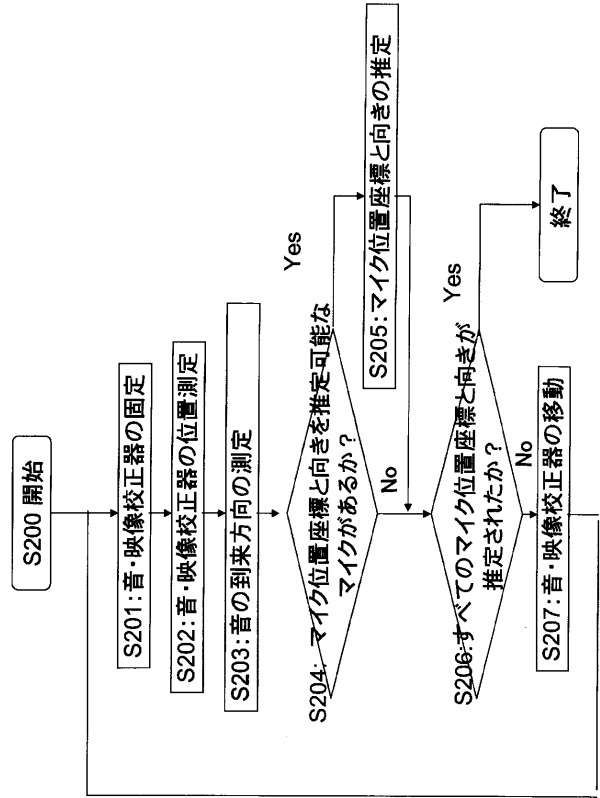 S200 開始
S201：音・映像校正器の固定
S202：音・映像校正器の位置測定
S203：音の到来方向の測定
S204： マイク位置座標と向きを推定可能な
マイクがあるか？
Yes
S205：マイク位置座標と向きの推定
No
S206:すべてのマイク位置座標と向きが
推定されたか？
Yes
終了
No
S207：音・映像校正器の移動